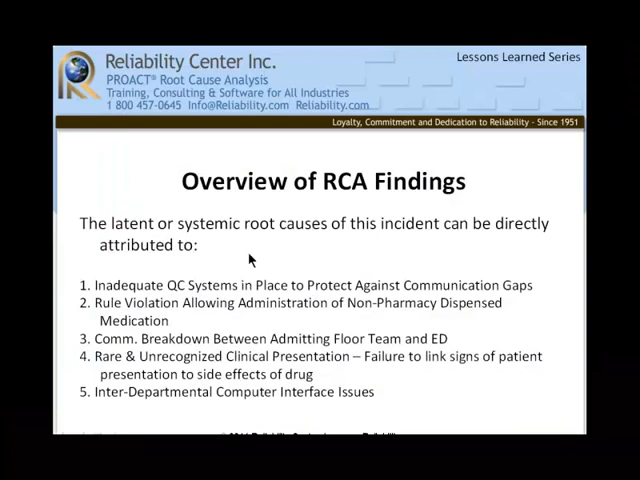 Reliability Center Inc.
Lessons Learned Series
PROACT® Root Cause Analysis
Training, Consulting & Software for All Industries
1 800 457-0645 Info@Reliability.com Reliability.com
Loyalty, Commitment and Dedication to Reliability - Since 1951
Overview of RCA Findings
The latent or systemic root causes of this incident can be directly
attributed to:
1. Inadequate QC Systems in Place to Protect Against Communication Gaps
2. Rule Violation Allowing Administration of Non-Pharmacy Dispensed
Medication
3. Comm. Breakdown Between Admitting Floor Team and ED
4. Rare & Unrecognized Clinical Presentation – Failure to link signs of patient
presentation to side effects of drug
5. Inter-Departmental Computer Interface Issues